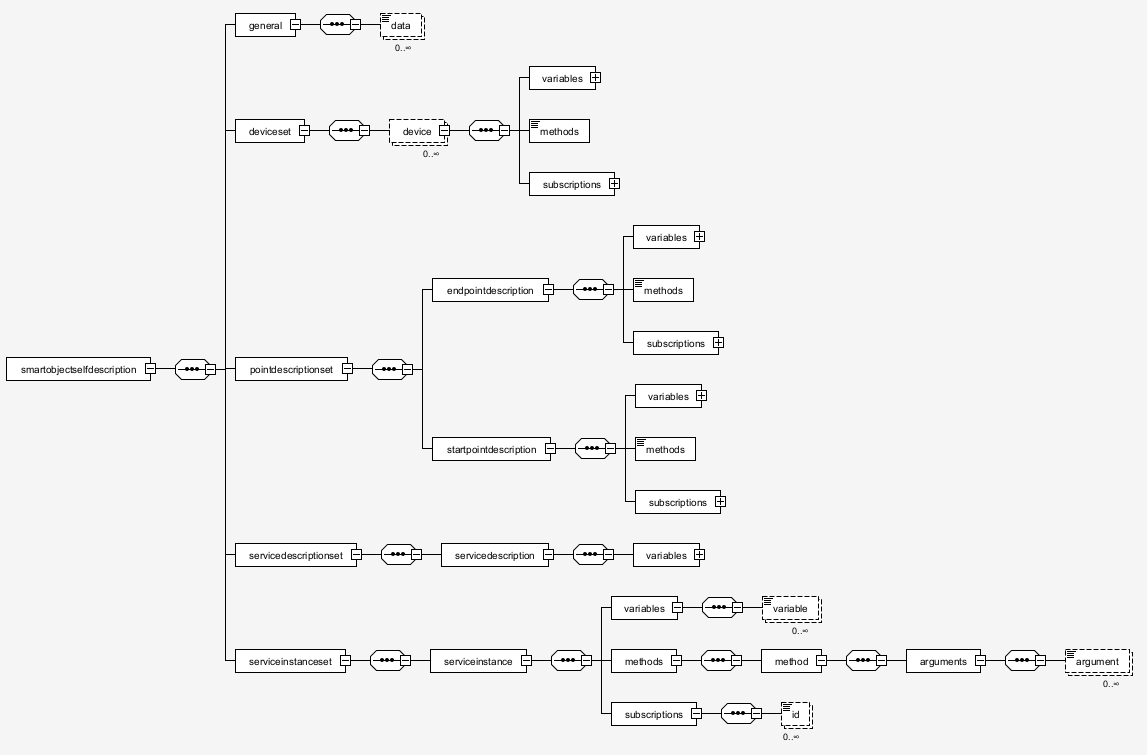 general
data
0..∞
variables
deviceset
device
methods
0..∞
subscriptions
variables
endpointdescription
methods
subscriptions
smartobjectselfdescription
pointdescriptionset
variables
startpointdescription
methods
subscriptions
servicedescriptionset
servicedescription
variables
variables
variable
0..∞
serviceinstanceset
serviceinstance
methods
method
arguments
argument
0..∞
subscriptions
id
0..∞